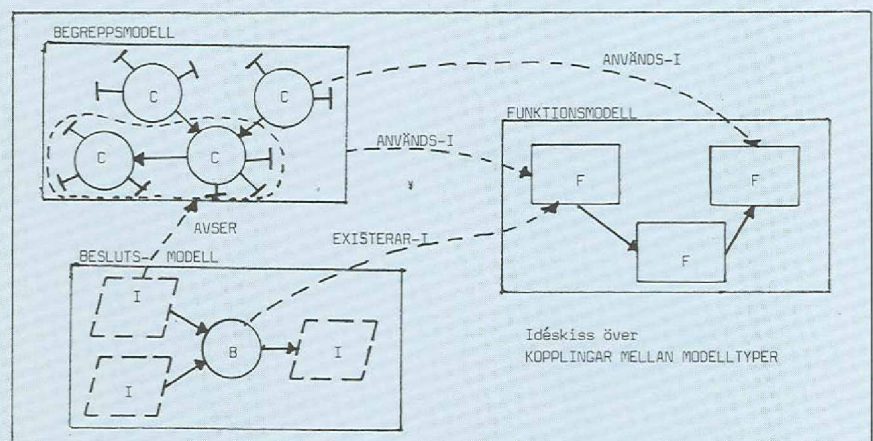 BEGREPPSMODELL
C
C
C
C
ANVÄNDS-I
ANVÄNDS-I
FUNKTIONSMODELL
F
F
F
AVSER
EXISTERAR-I
BESLUTS- MODELL
I
B
I
I
Idéskiss över
KOPPLINGAR MELLAN MODELLTYPER